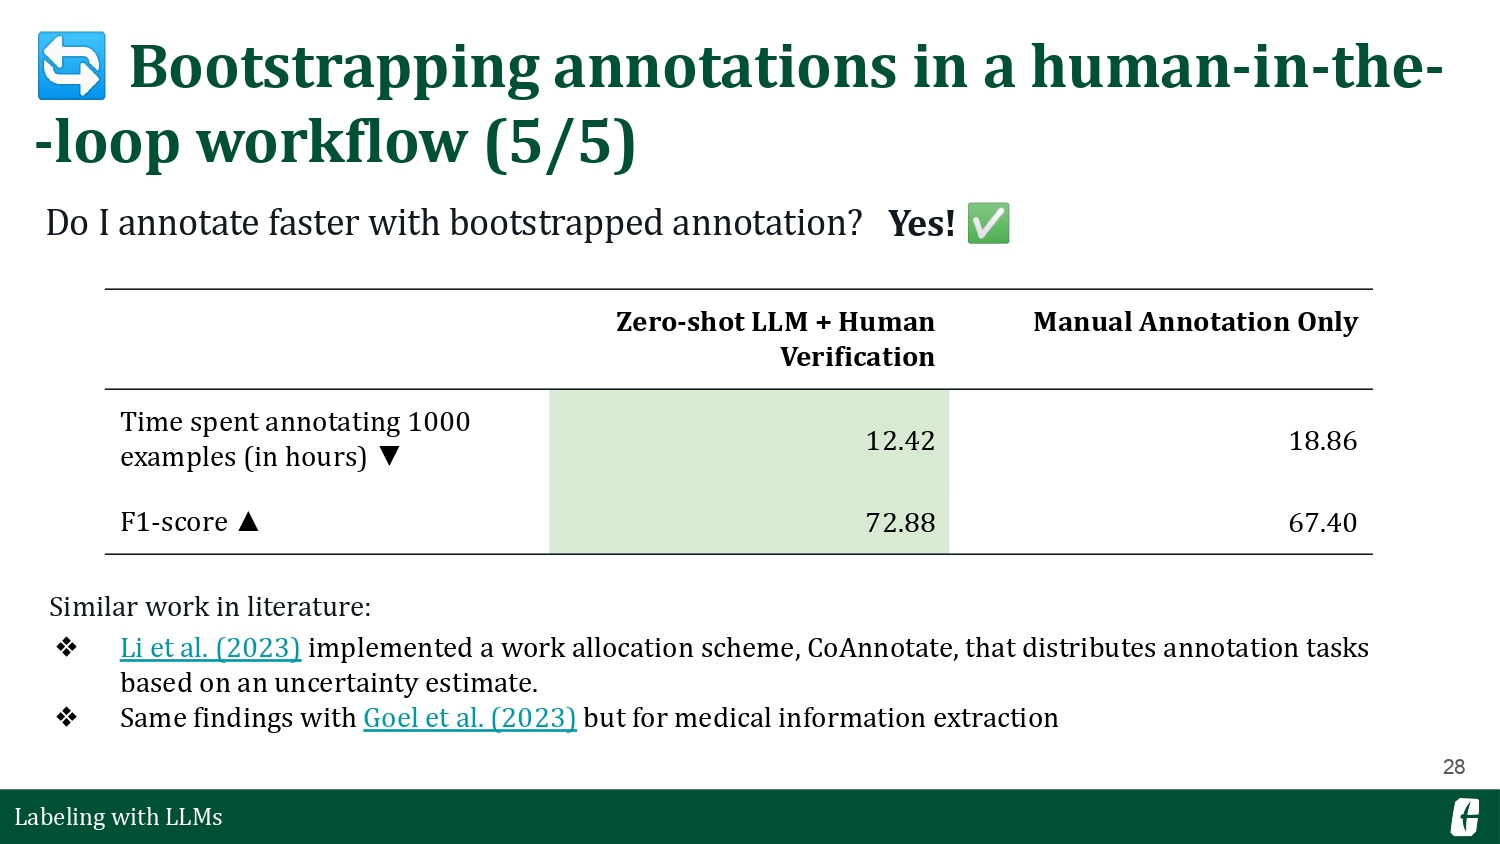 🔄 Bootstrapping annotations in a human-in-the-
-loop workflow (5/5)
Do I annotate faster with bootstrapped annotation? Yes! ✅
Zero-shot LLM + Human
Verification
Manual Annotation Only
Time spent annotating 1000
examples (in hours) ▼
12.42
18.86
F1-score ▲
72.88
67.40
Similar work in literature:
❖ Li et al. (2023) implemented a work allocation scheme, CoAnnotate, that distributes annotation tasks
based on an uncertainty estimate.
❖ Same findings with Goel et al. (2023) but for medical information extraction
28
Labeling with LLMs